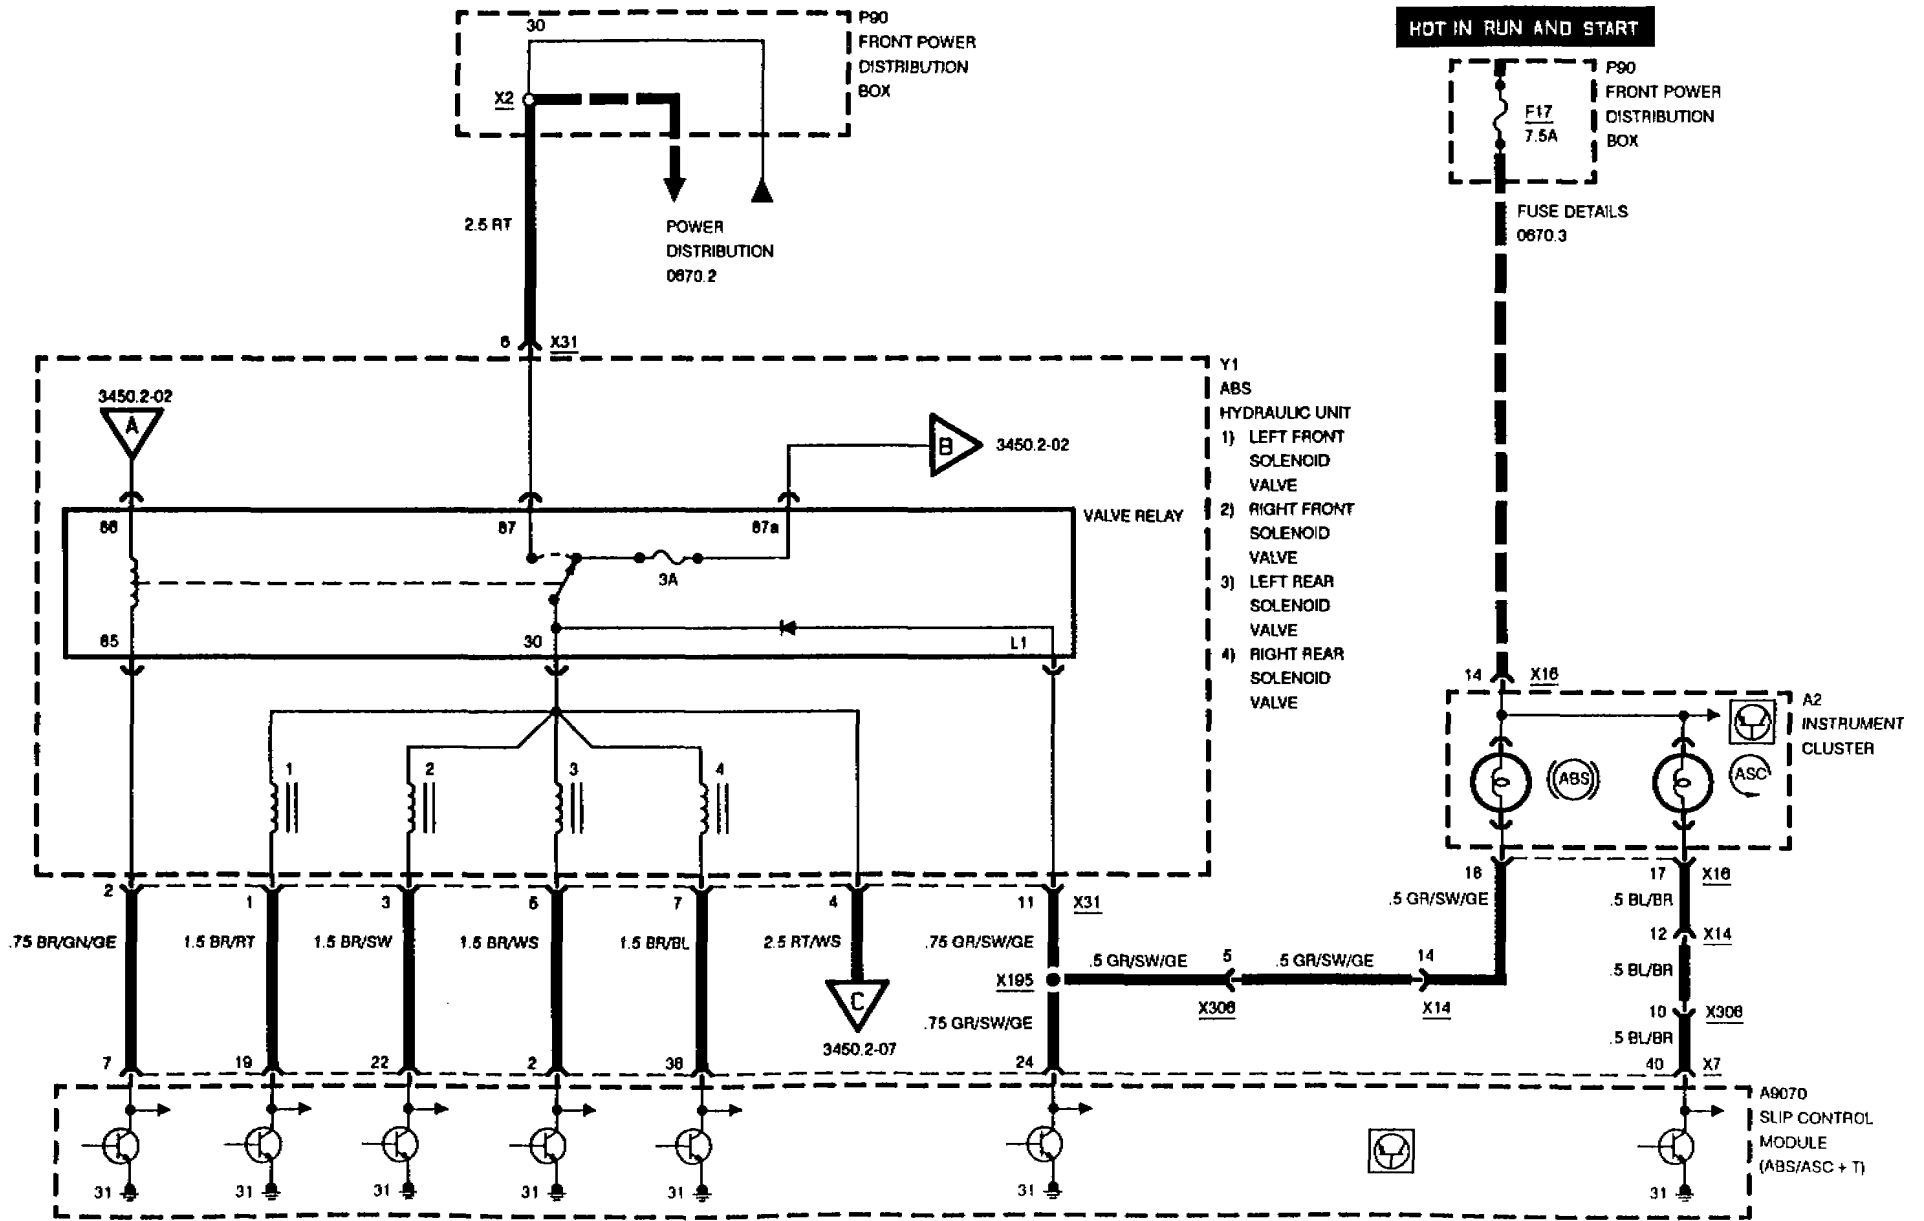 30
P90
FRONT POWER
DISTRIBUTION
BOX
X2
HOT IN RUN AND START
P90
FRONT POWER
DISTRIBUTION
BOX
F17
7.5A
FUSE DETAILS
0670.3
2.5 RT
POWER
DISTRIBUTION
0670.2
6 X31
Y1
ABS
HYDRAULIC UNIT
1) LEFT FRONT
SOLENOID
VALVE
2) RIGHT FRONT
SOLENOID
VALVE
3) LEFT REAR
SOLENOID
VALVE
4) RIGHT REAR
SOLENOID
VALVE
3450.2-02
A
B 3450.2-02
VALVE RELAY
86 87 87a
3A
85 30 L1
1 2 3 4
14 X16
A2
INSTRUMENT
CLUSTER
ABS
ASC
2 1 3 5 7 4 11 X31
.75 BR/GN/GE 1.5 BR/RT 1.5 BR/SW 1.5 BR/WS 1.5 BR/BL 2.5 RT/WS .75 GR/SW/GE
18 17 X16
.5 GR/SW/GE .5 BL/BR
12 X14
X195 .5 GR/SW/GE 5 .5 GR/SW/GE 14
X306 X14
.5 BL/BR
10 X306
.5 BL/BR
C
3450.2-07
.75 GR/SW/GE
7 19 22 2 38 24 40 X7
A9070
SLIP CONTROL
MODULE
(ABS/ASC + T)
31 31 31 31 31 31 31